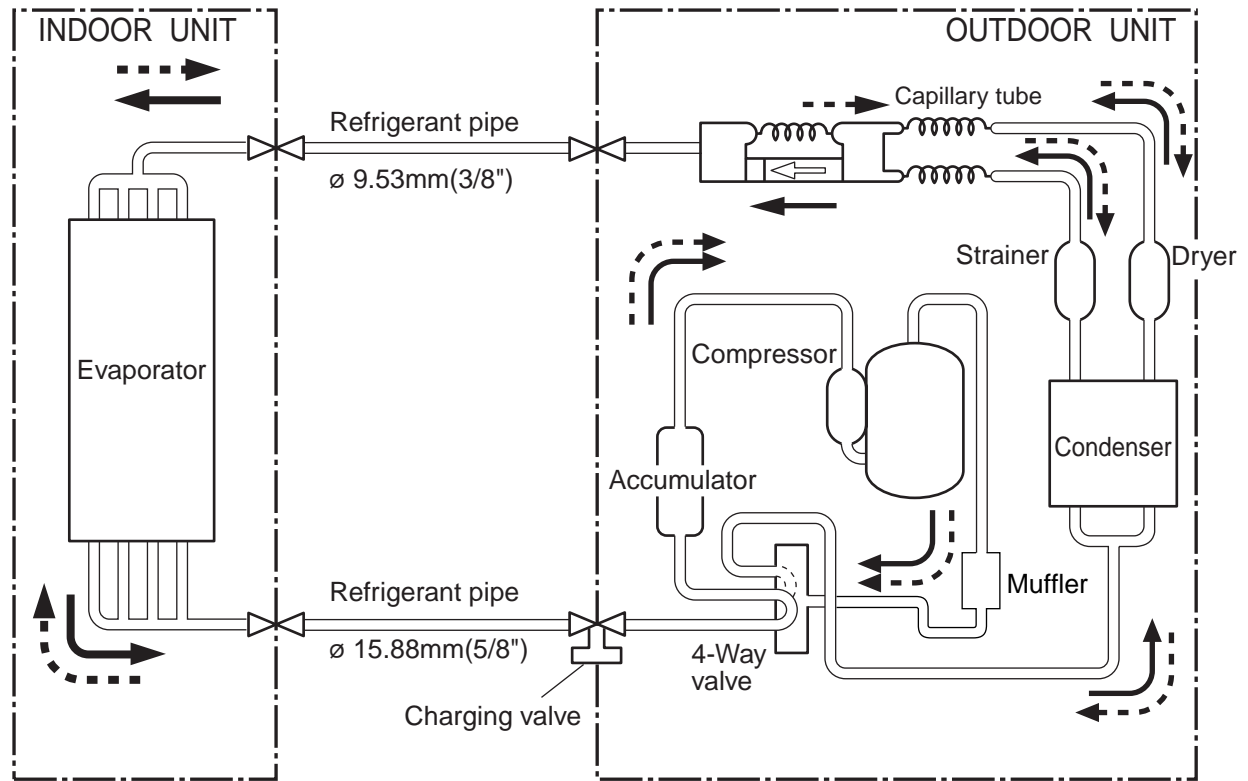 INDOOR UNIT
OUTDOOR UNIT
Capillary tube
Refrigerant pipe
ø 9.53mm(3/8")
Strainer
Dryer
Compressor
Evaporator
Condenser
Accumulator
Refrigerant pipe
ø 15.88mm(5/8")
Muffler
4-Way
valve
Charging valve